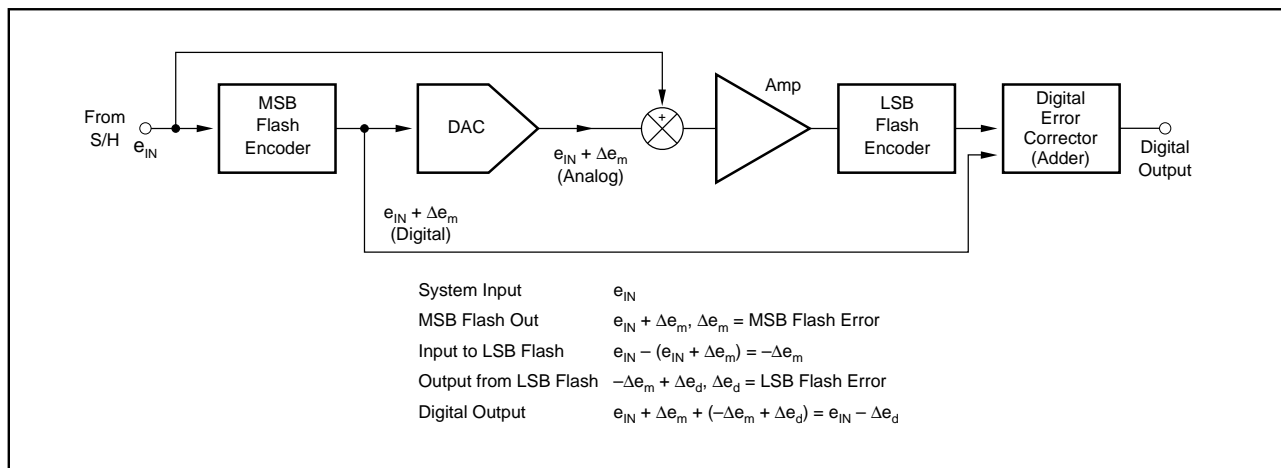 From
S/H
e_IN
MSB
Flash
Encoder
DAC
e_IN + Δe_m
(Analog)
+
Amp
LSB
Flash
Encoder
Digital
Error
Corrector
(Adder)
Digital
Output
e_IN + Δe_m
(Digital)
System Input e_IN
MSB Flash Out e_IN + Δe_m, Δe_m = MSB Flash Error
Input to LSB Flash e_IN – (e_IN + Δe_m) = –Δe_m
Output from LSB Flash –Δe_m + Δe_d, Δe_d = LSB Flash Error
Digital Output e_IN + Δe_m + (–Δe_m + Δe_d) = e_IN – Δe_d